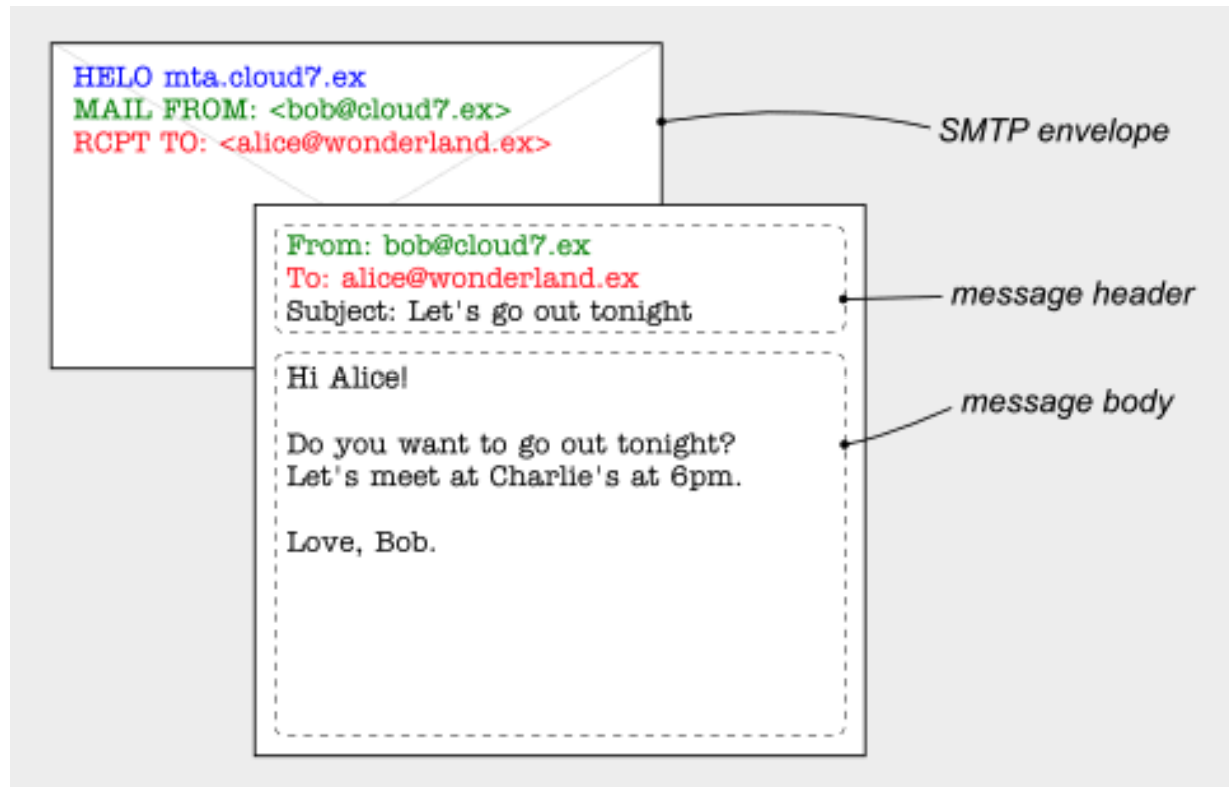 HELO mta.cloud7.ex
MAIL FROM: <bob@cloud7.ex>
RCPT TO: <alice@wonderland.ex>
SMTP envelope
From: bob@cloud7.ex
To: alice@wonderland.ex
Subject: Let's go out tonight
message header
Hi Alice!
message body
Do you want to go out tonight?
Let's meet at Charlie's at 6pm.
Love, Bob.